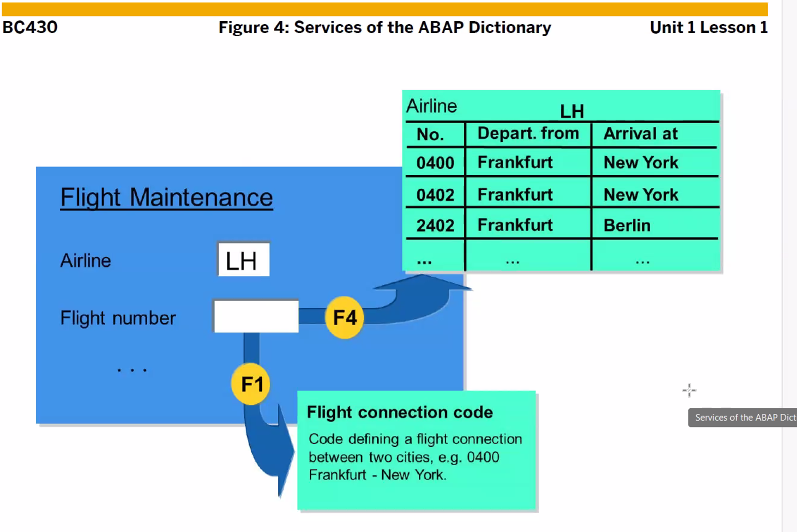 BC430 Figure 4: Services of the ABAP Dictionary Unit 1 Lesson 1
Airline LH
No. Depart. from Arrival at
0400 Frankfurt New York
0402 Frankfurt New York
2402 Frankfurt Berlin
... ... ...
Flight Maintenance
Airline LH
Flight number
F4
. . .
F1
Flight connection code
Code defining a flight connection
between two cities, e.g. 0400
Frankfurt - New York.
Services of the ABAP Dict